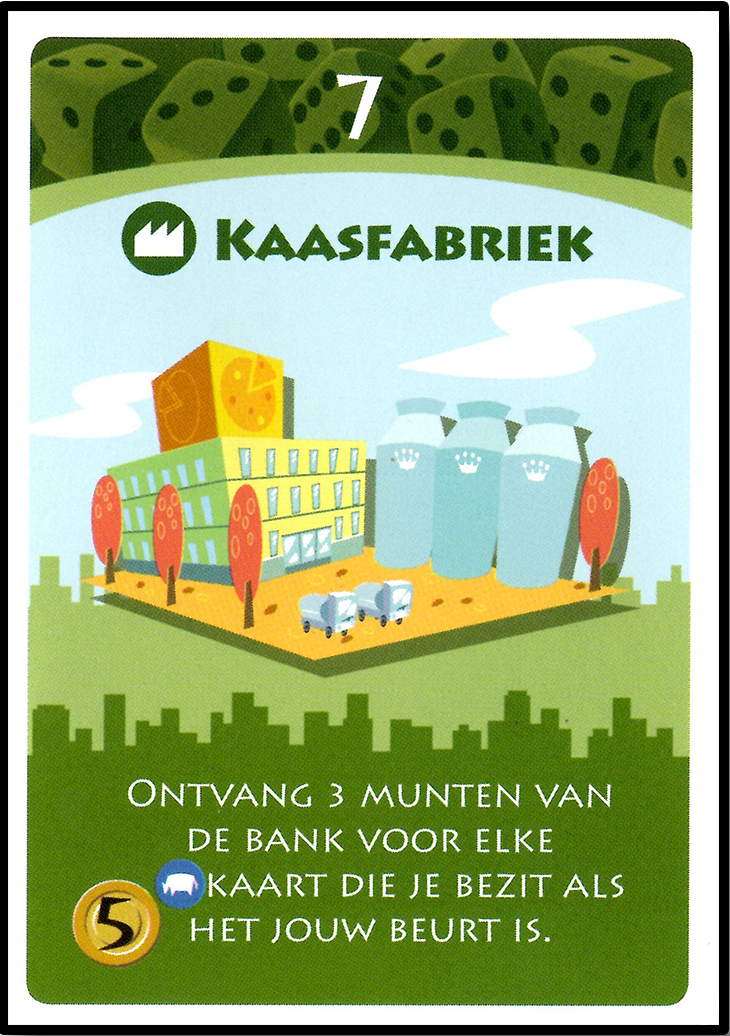 7
KAASFABRIEK
ONTVANG 3 MUNTEN VAN
DE BANK VOOR ELKE
KAART DIE JE BEZIT ALS
HET JOUW BEURT IS.
5